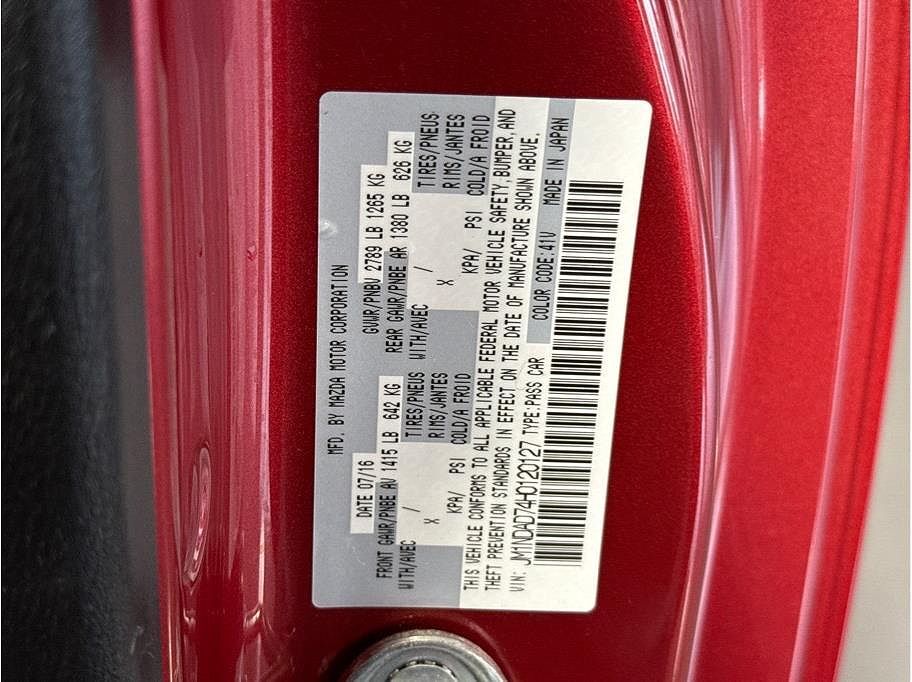 MFD. BY MAZDA MOTOR CORPORATION
DATE 07/16 GVWR/PNBV 2789 LB 1265 KG
FRONT GAWR/PNBE AV 1415 LB 642 KG REAR GAWR/PNBE AR 1380 LB 626 KG
WITH/AVEC TIRES/PNEUS WITH/AVEC TIRES/PNEUS
/ /
X RIMS/JANTES X RIMS/JANTES
KPA/ PSI COLD/A FROID KPA/ PSI COLD/A FROID
THIS VEHICLE CONFORMS TO ALL APPLICABLE FEDERAL MOTOR VEHICLE SAFETY, BUMPER, AND
THEFT PREVENTION STANDARDS IN EFFECT ON THE DATE OF MANUFACTURE SHOWN ABOVE.
VIN: JM1NDAD74H0120127 TYPE:PASS CAR COLOR CODE:41V MADE IN JAPAN